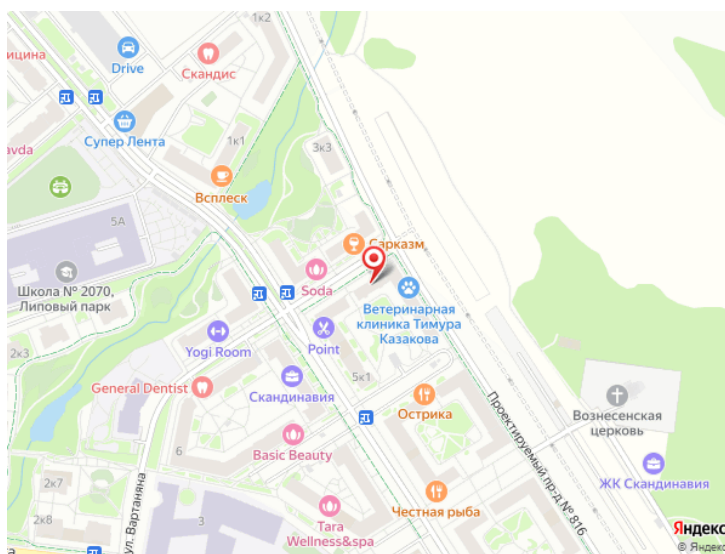 1к2
ицина
Drive
Скандис
Супер Лента
1к1
3к3
avda
Всплеск
5А
Сарказм
Школа № 2070,
Липовый парк
Soda
Ветеринарная
клиника Тимура
Казакова
2к3
Yogi Room
Point
5к1
General Dentist
Скандинавия
Острика
Вознесенская
церковь
6
Basic Beauty
Проектируемый пр-д № 816
ул. Вартаняна
2к7
ЖК Скандинавия
Честная рыба
2к8
Tara
Wellness&spa
Яндекс
© Яндекс